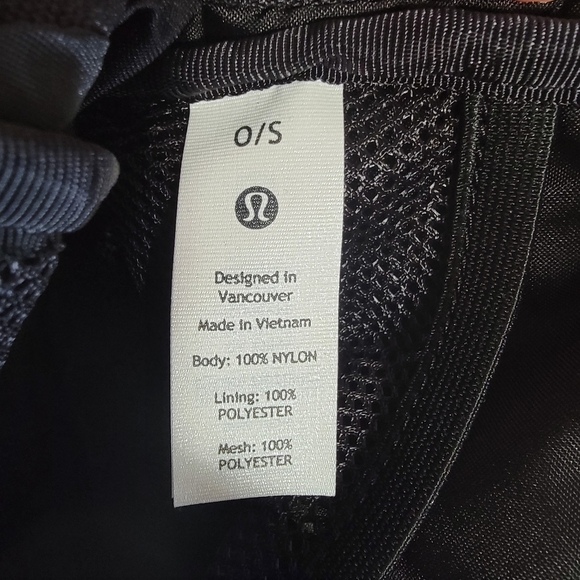 O/S
Designed in
Vancouver
Made in Vietnam
Body: 100% NYLON
Lining: 100%
POLYESTER
Mesh: 100%
POLYESTER